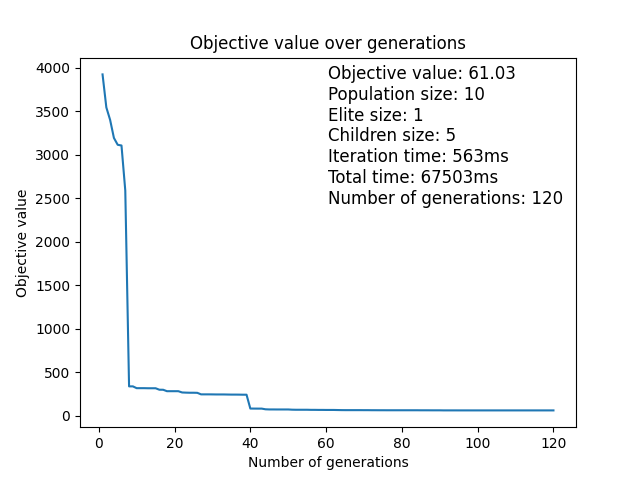 Objective value over generations
Objective value: 61.03
Population size: 10
Elite size: 1
Children size: 5
Iteration time: 563ms
Total time: 67503ms
Number of generations: 120
Objective value
4000
3500
3000
2500
2000
1500
1000
500
0
0 20 40 60 80 100 120
Number of generations